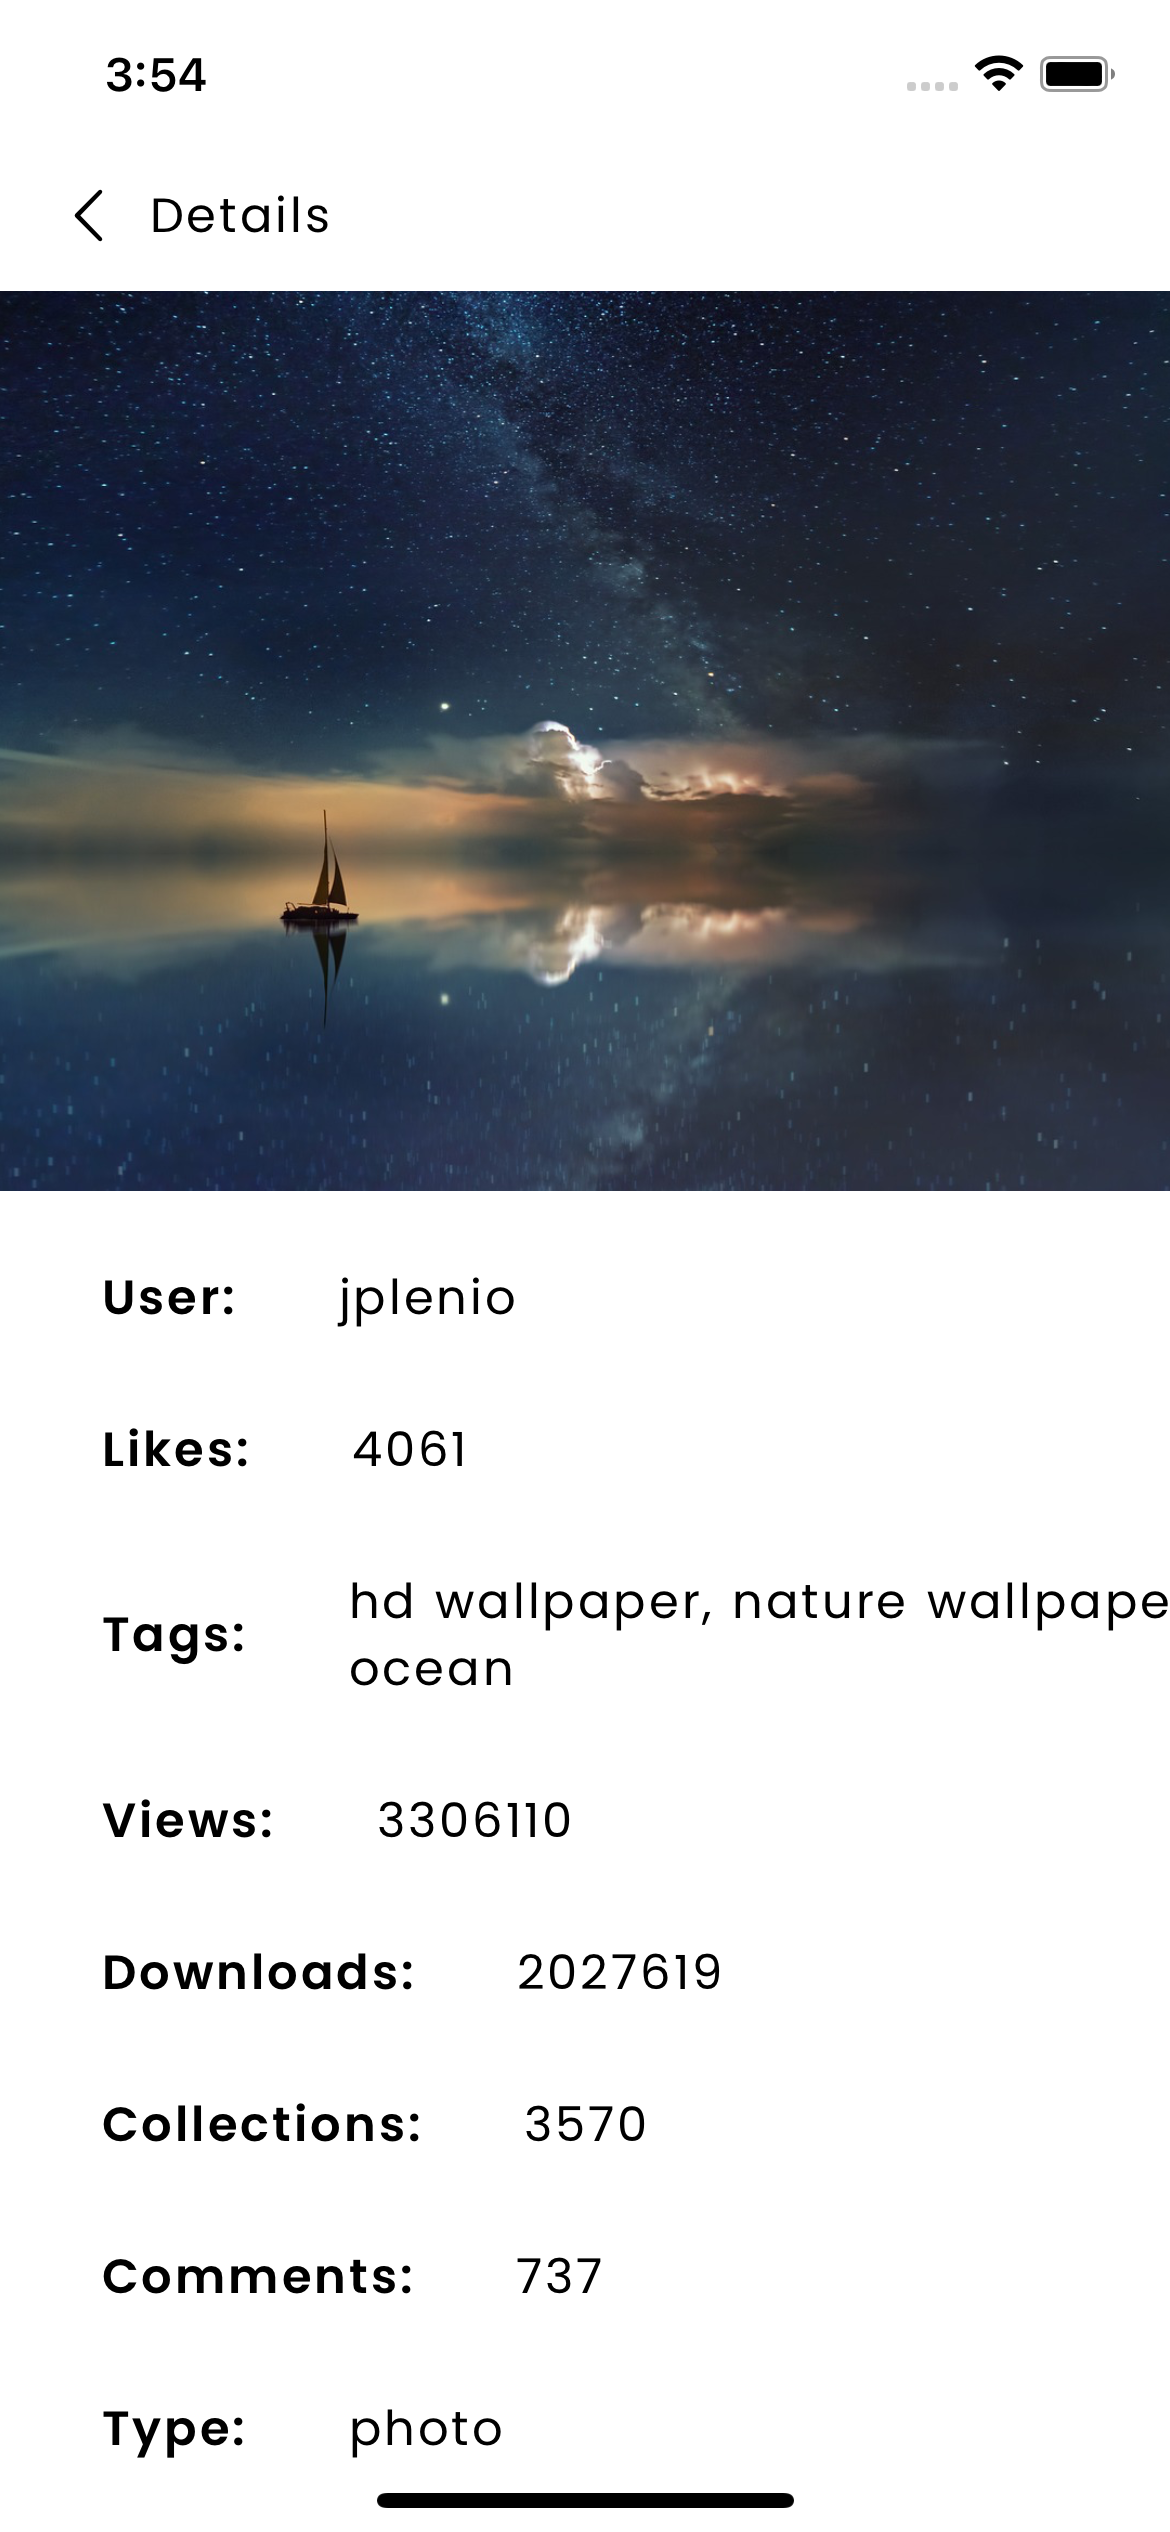 3:54
Details
User: jplenio
Likes: 4061
Tags: hd wallpaper, nature wallpape
ocean
Views: 3306110
Downloads: 2027619
Collections: 3570
Comments: 737
Type: photo